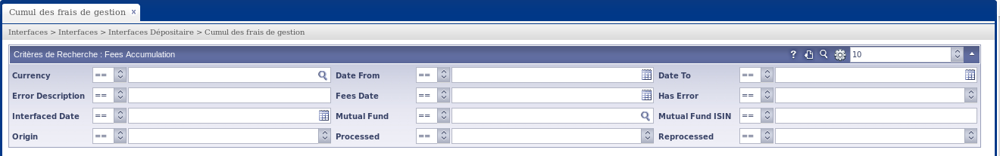 Cumul des frais de gestion x
Interfaces > Interfaces > Interfaces Dépositaire > Cumul des frais de gestion
Critères de Recherche : Fees Accumulation ? 10
Currency == Date From == Date To ==
Error Description == Fees Date == Has Error ==
Interfaced Date == Mutual Fund == Mutual Fund ISIN ==
Origin == Processed == Reprocessed ==